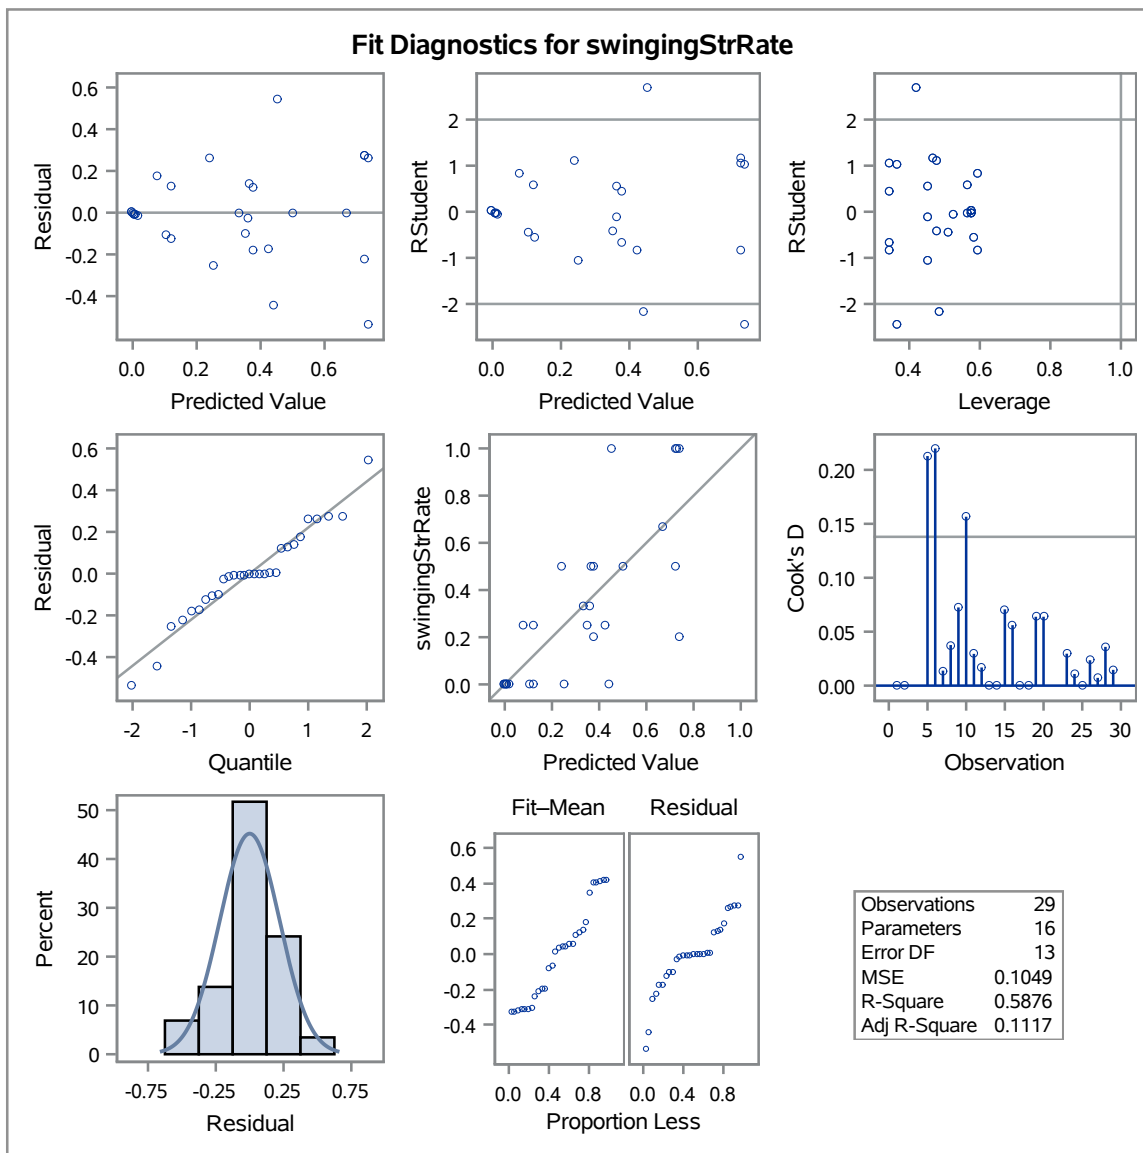 Fit Diagnostics for swingingStrRate
0.6
0.4
0.2
0.0
-0.2
-0.4
Residual
0.0 0.2 0.4 0.6
Predicted Value
2
1
0
-1
-2
RStudent
0.0 0.2 0.4 0.6
Predicted Value
2
1
0
-1
-2
RStudent
0.4 0.6 0.8 1.0
Leverage
0.6
0.4
0.2
0.0
-0.2
-0.4
Residual
-2 -1 0 1 2
Quantile
1.0
0.8
0.6
0.4
0.2
0.0
swingingStrRate
0.0 0.2 0.4 0.6 0.8 1.0
Predicted Value
0.20
0.15
0.10
0.05
0.00
Cook's D
0 5 10 15 20 25 30
Observation
50
40
30
20
10
0
Percent
-0.75 -0.25 0.25 0.75
Residual
Fit–Mean Residual
0.6
0.4
0.2
0.0
-0.2
-0.4
0.0 0.4 0.8 0.0 0.4 0.8
Proportion Less
Observations 29
Parameters 16
Error DF 13
MSE 0.1049
R-Square 0.5876
Adj R-Square 0.1117